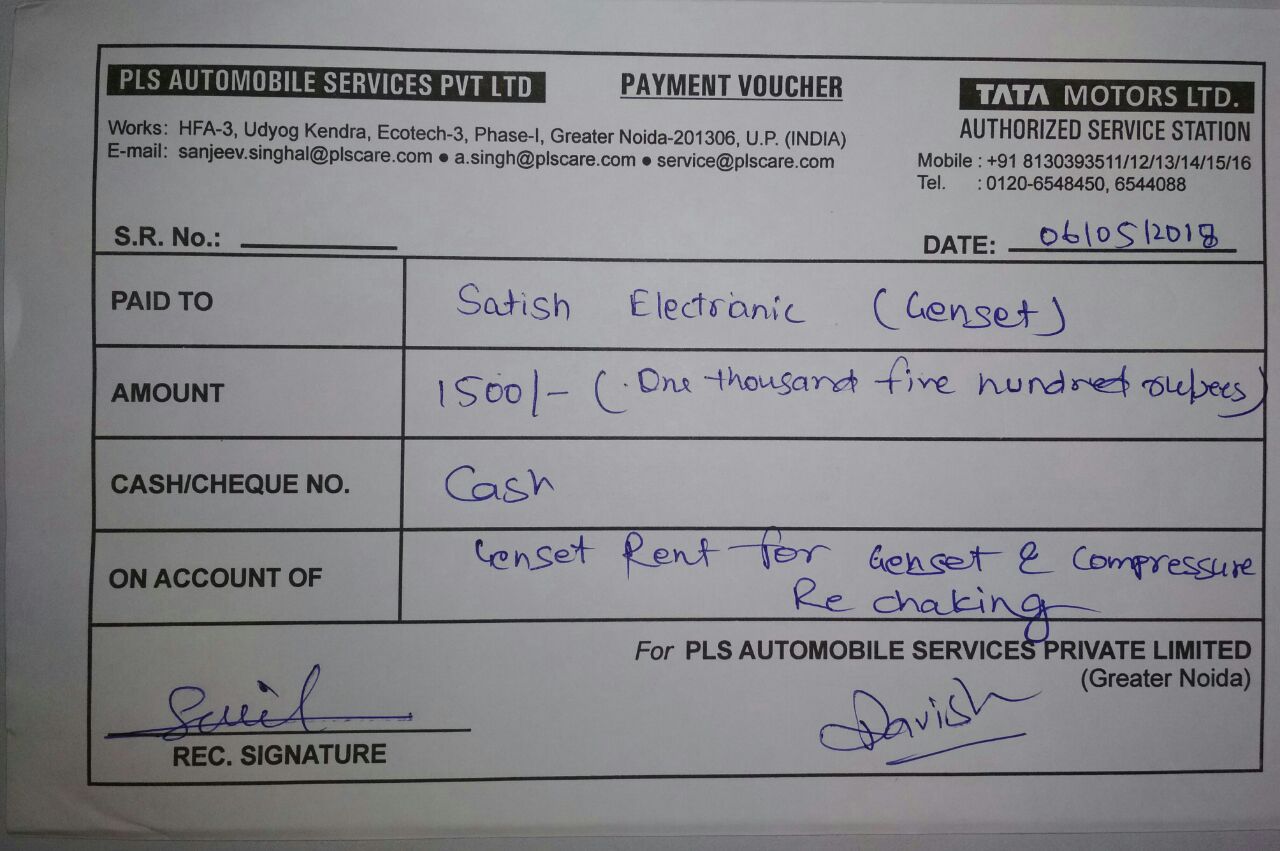 PLS AUTOMOBILE SERVICES PVT LTD
PAYMENT VOUCHER
TATA MOTORS LTD.
AUTHORIZED SERVICE STATION
Works: HFA-3, Udyog Kendra, Ecotech-3, Phase-I, Greater Noida-201306, U.P. (INDIA)
E-mail: sanjeev.singhal@plscare.com ● a.singh@plscare.com ● service@plscare.com
Mobile : +91 8130393511/12/13/14/15/16
Tel. : 0120-6548450, 6544088
S.R. No.:
DATE: 06/05/2018
PAID TO Satish Electranic (Genset)
AMOUNT 1500/- (One thousand five hundred rupees)
CASH/CHEQUE NO. Cash
ON ACCOUNT OF Genset Rent for Genset & Compressure
Re chaking
For PLS AUTOMOBILE SERVICES PRIVATE LIMITED
(Greater Noida)
Davish
REC. SIGNATURE